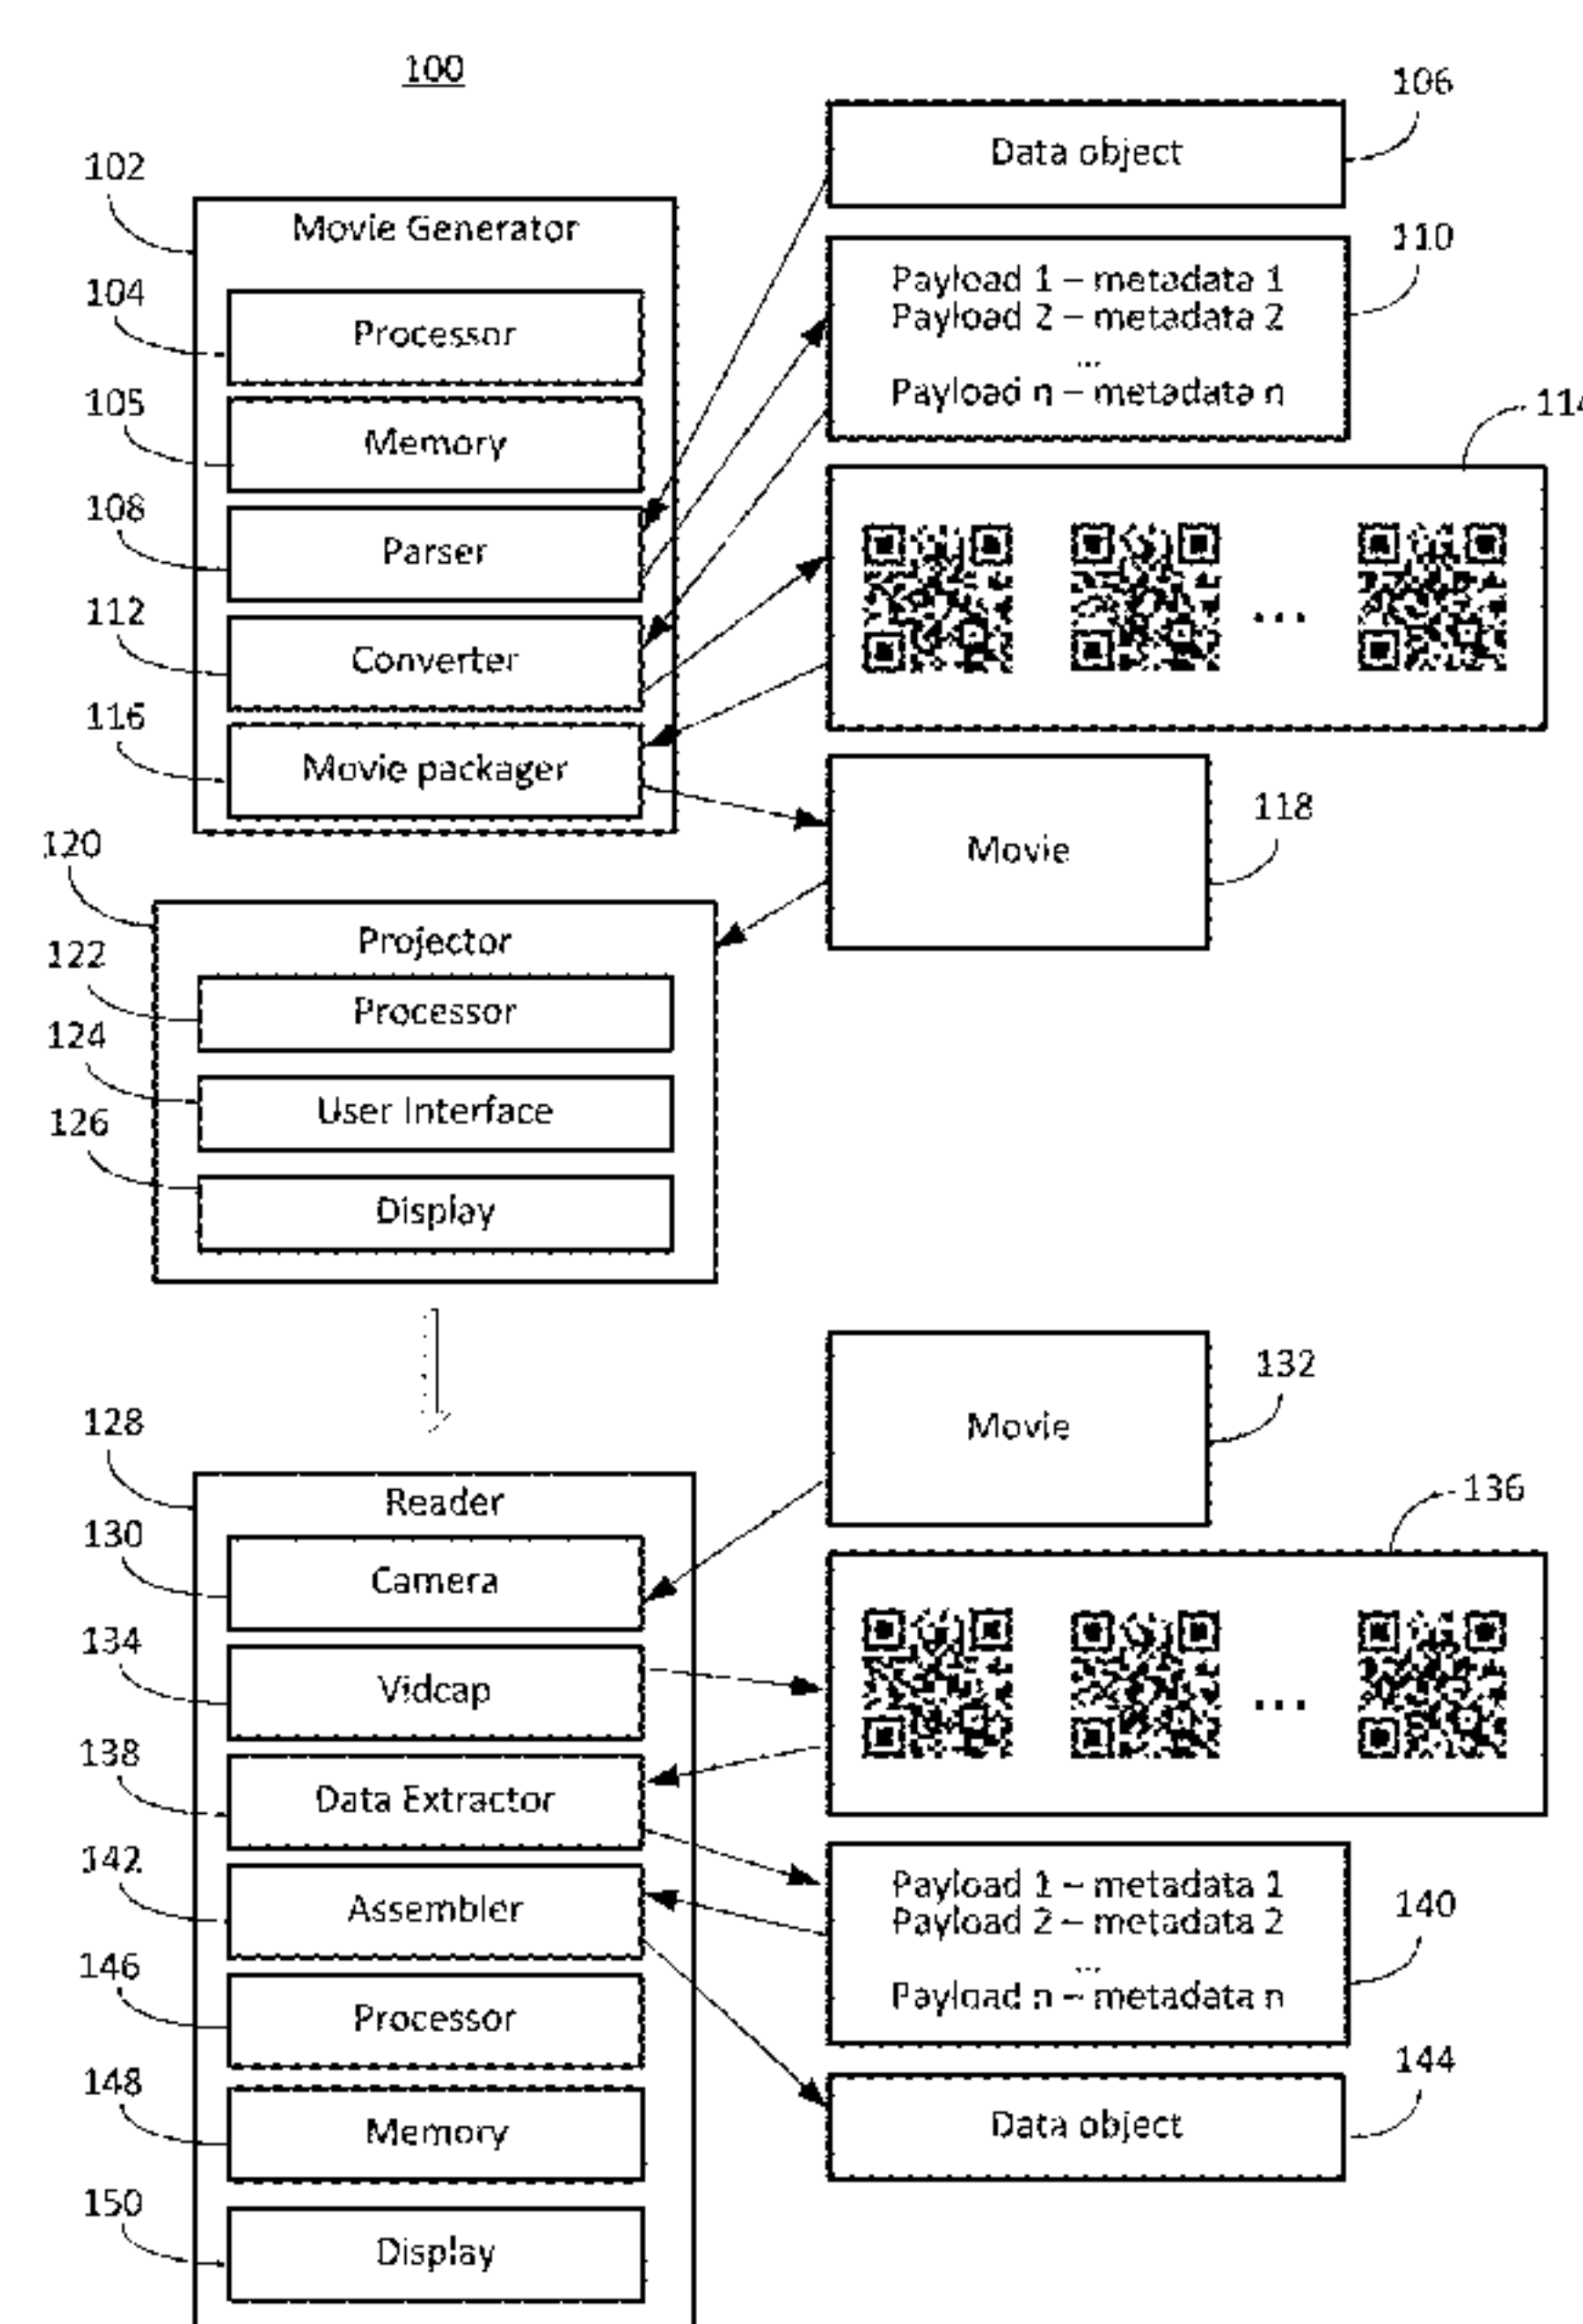 100
106
Data object
102
Movie Generator
110
Payload 1 – metadata 1
Payload 2 – metadata 2
...
Payload n – metadata n
104
Processor
105
Memory
114
108
Parser
112
Converter
...
116
Movie packager
118
Movie
120
Projector
122
Processor
124
User Interface
126
Display
132
Movie
128
Reader
136
130
Camera
134
Vidcap
...
138
Data Extractor
142
Assembler
140
Payload 1 – metadata 1
Payload 2 – metadata 2
...
Payload n – metadata n
146
Processor
144
Data object
148
Memory
150
Display